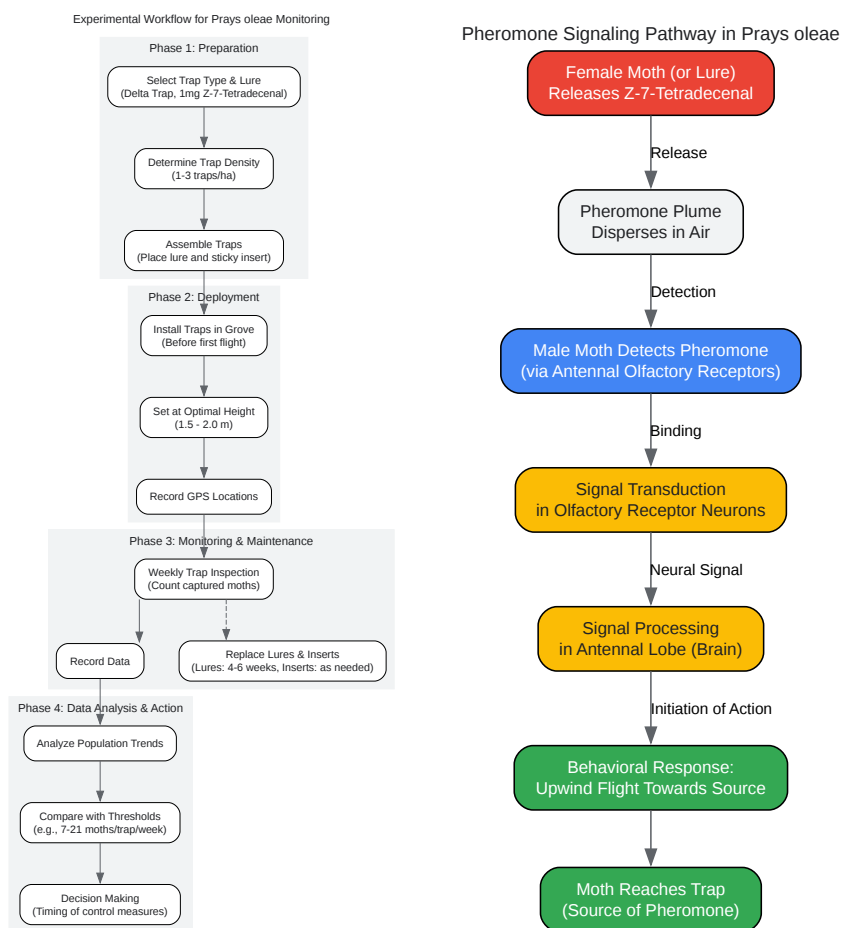 Experimental Workflow for Prays oleae Monitoring
Phase 1: Preparation
Select Trap Type & Lure
(Delta Trap, 1mg Z-7-Tetradecenal)
Determine Trap Density
(1-3 traps/ha)
Assemble Traps
(Place lure and sticky insert)
Phase 2: Deployment
Install Traps in Grove
(Before first flight)
Set at Optimal Height
(1.5 - 2.0 m)
Record GPS Locations
Phase 3: Monitoring & Maintenance
Weekly Trap Inspection
(Count captured moths)
Record Data
Replace Lures & Inserts
(Lures: 4-6 weeks, Inserts: as needed)
Phase 4: Data Analysis & Action
Analyze Population Trends
Compare with Thresholds
(e.g., 7-21 moths/trap/week)
Decision Making
(Timing of control measures)
Pheromone Signaling Pathway in Prays oleae
Female Moth (or Lure)
Releases Z-7-Tetradecenal
Release
Pheromone Plume
Disperses in Air
Detection
Male Moth Detects Pheromone
(via Antennal Olfactory Receptors)
Binding
Signal Transduction
in Olfactory Receptor Neurons
Neural Signal
Signal Processing
in Antennal Lobe (Brain)
Initiation of Action
Behavioral Response:
Upwind Flight Towards Source
Moth Reaches Trap
(Source of Pheromone)